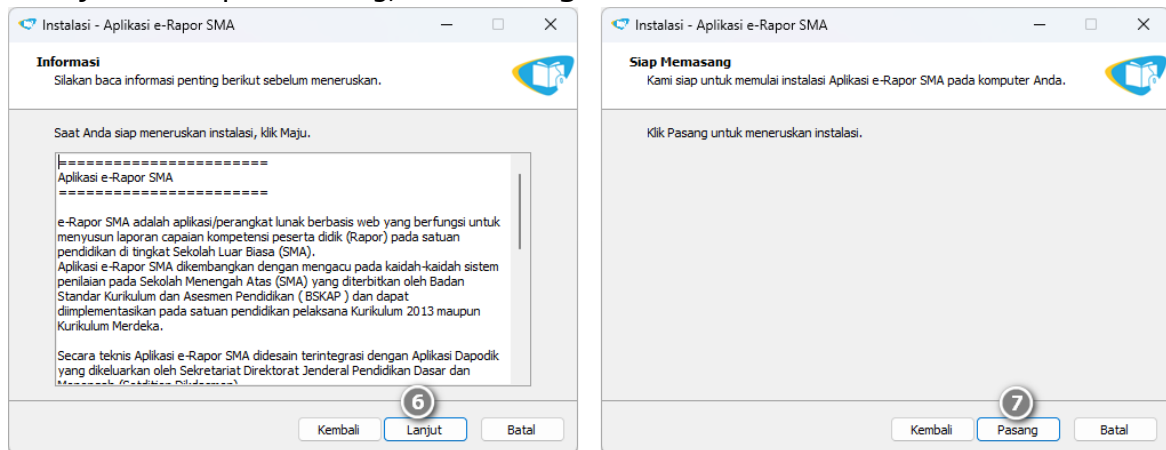 Instalasi - Aplikasi e-Rapor SMA
Informasi
Silakan baca informasi penting berikut sebelum meneruskan.
Saat Anda siap meneruskan instalasi, klik Maju.
=======================
Aplikasi e-Rapor SMA
=======================
e-Rapor SMA adalah aplikasi/perangkat lunak berbasis web yang berfungsi untuk
menyusun laporan capaian kompetensi peserta didik (Rapor) pada satuan
pendidikan di tingkat Sekolah Luar Biasa (SMA).
Aplikasi e-Rapor SMA dikembangkan dengan mengacu pada kaidah-kaidah sistem
penilaian pada Sekolah Menengah Atas (SMA) yang diterbitkan oleh Badan
Standar Kurikulum dan Asesmen Pendidikan ( BSKAP ) dan dapat
diimplementasikan pada satuan pendidikan pelaksana Kurikulum 2013 maupun
Kurikulum Merdeka.
Secara teknis Aplikasi e-Rapor SMA didesain terintegrasi dengan Aplikasi Dapodik
yang dikeluarkan oleh Sekretariat Direktorat Jenderal Pendidikan Dasar dan
6
Kembali Lanjut Batal
Instalasi - Aplikasi e-Rapor SMA
Siap Memasang
Kami siap untuk memulai instalasi Aplikasi e-Rapor SMA pada komputer Anda.
Klik Pasang untuk meneruskan instalasi.
7
Kembali Pasang Batal